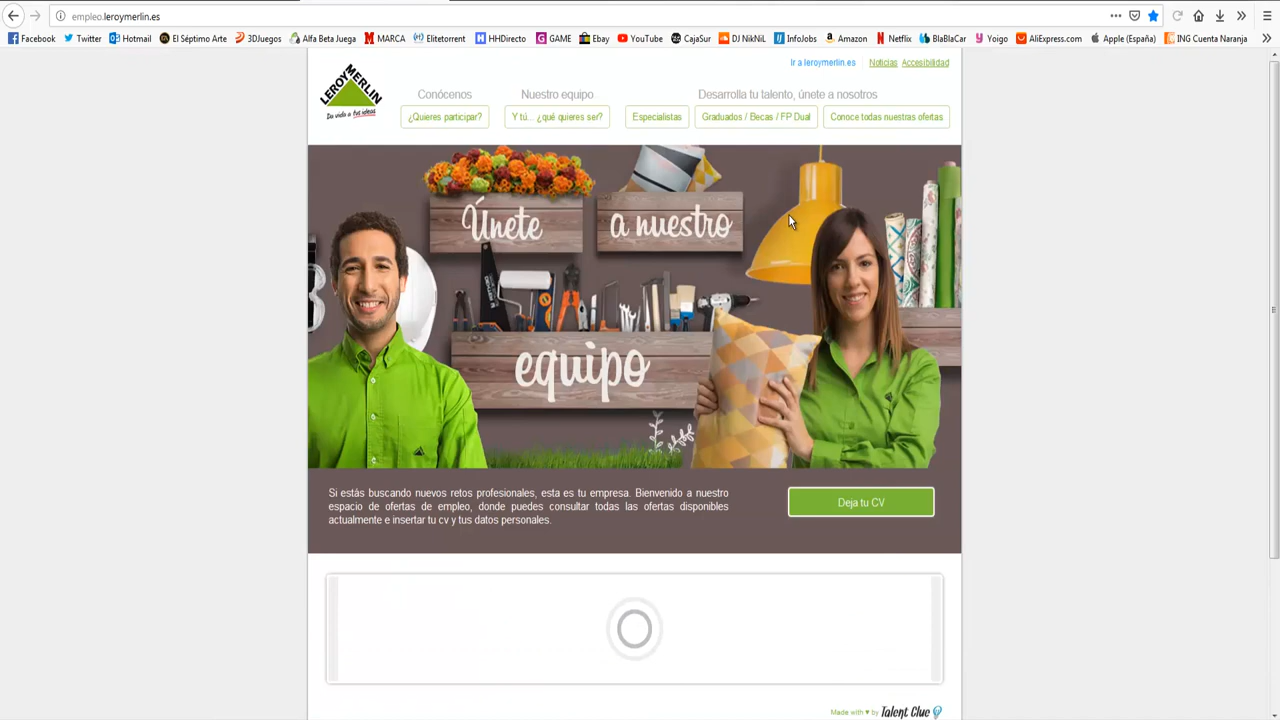 empleo.leroymerlin.es
Facebook Twitter Hotmail El Séptimo Arte 3DJuegos Alfa Beta Juega MARCA Elitetorrent HHDirecto GAME Ebay YouTube CajaSur DJ NikNiL InfoJobs Amazon Netflix BlaBlaCar Yoigo AliExpress.com Apple (España) ING Cuenta Naranja
Ir a leroymerlin.es Noticias Accesibilidad
LEROY MERLIN
Da vida a tus ideas
Conócenos Nuestro equipo Desarrolla tu talento, únete a nosotros
¿Quieres participar? Y tú... ¿qué quieres ser? Especialistas Graduados / Becas / FP Dual Conoce todas nuestras ofertas
Únete a nuestro
equipo
Si estás buscando nuevos retos profesionales, esta es tu empresa. Bienvenido a nuestro
espacio de ofertas de empleo, donde puedes consultar todas las ofertas disponibles
actualmente e insertar tu cv y tus datos personales.
Deja tu CV
Made with ♥ by Talent Clue